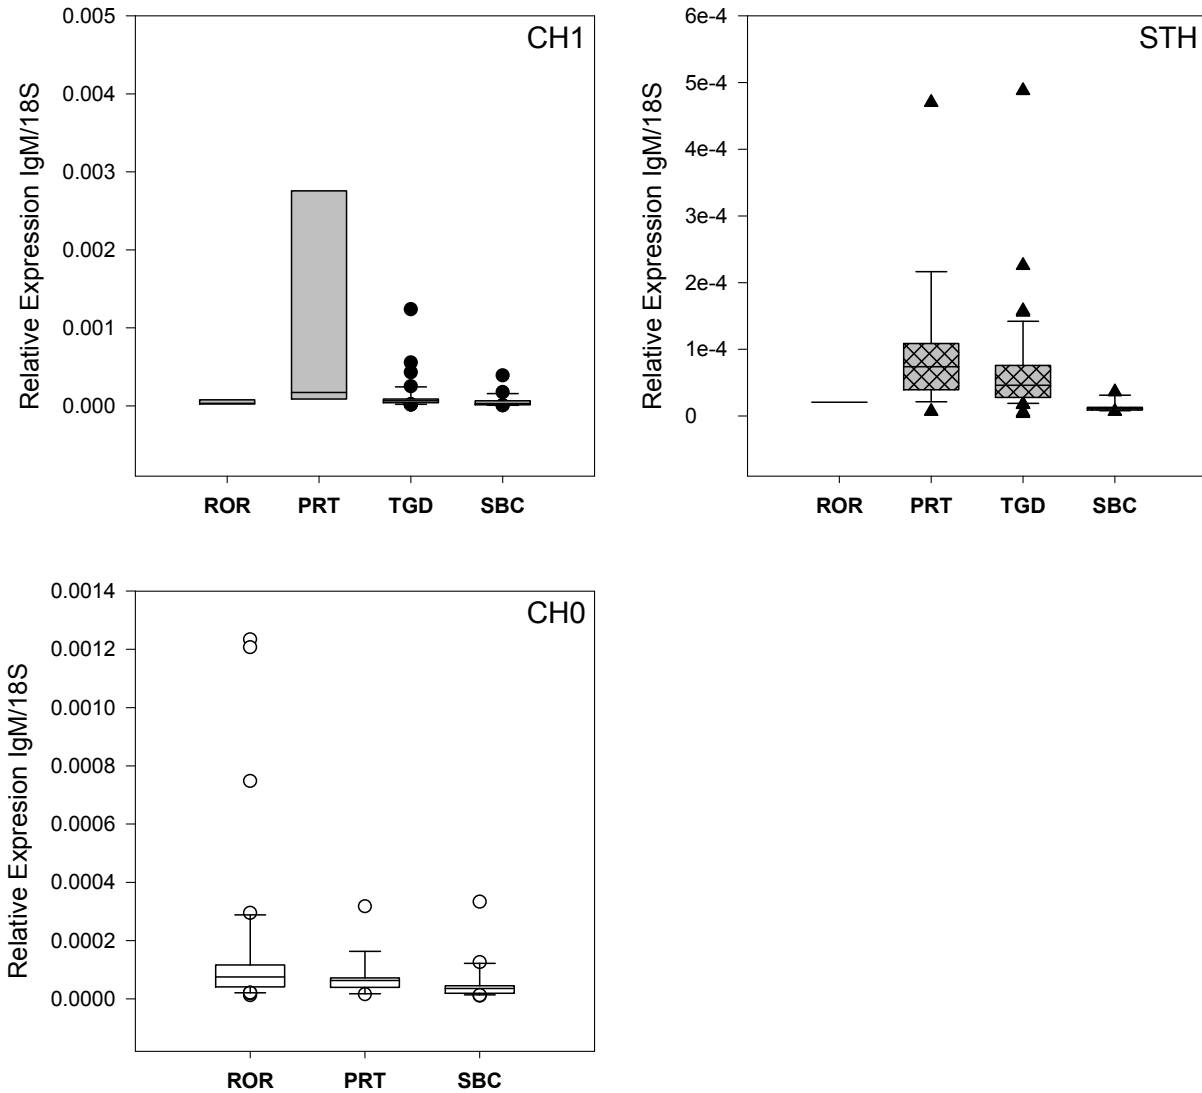 CH1
Relative Expression IgM/18S
0.005
0.004
0.003
0.002
0.001
0.000
ROR PRT TGD SBC
STH
Relative Expression IgM/18S
6e-4
5e-4
4e-4
3e-4
2e-4
1e-4
0
ROR PRT TGD SBC
CH0
Relative Expresion IgM/18S
0.0014
0.0012
0.0010
0.0008
0.0006
0.0004
0.0002
0.0000
ROR PRT SBC